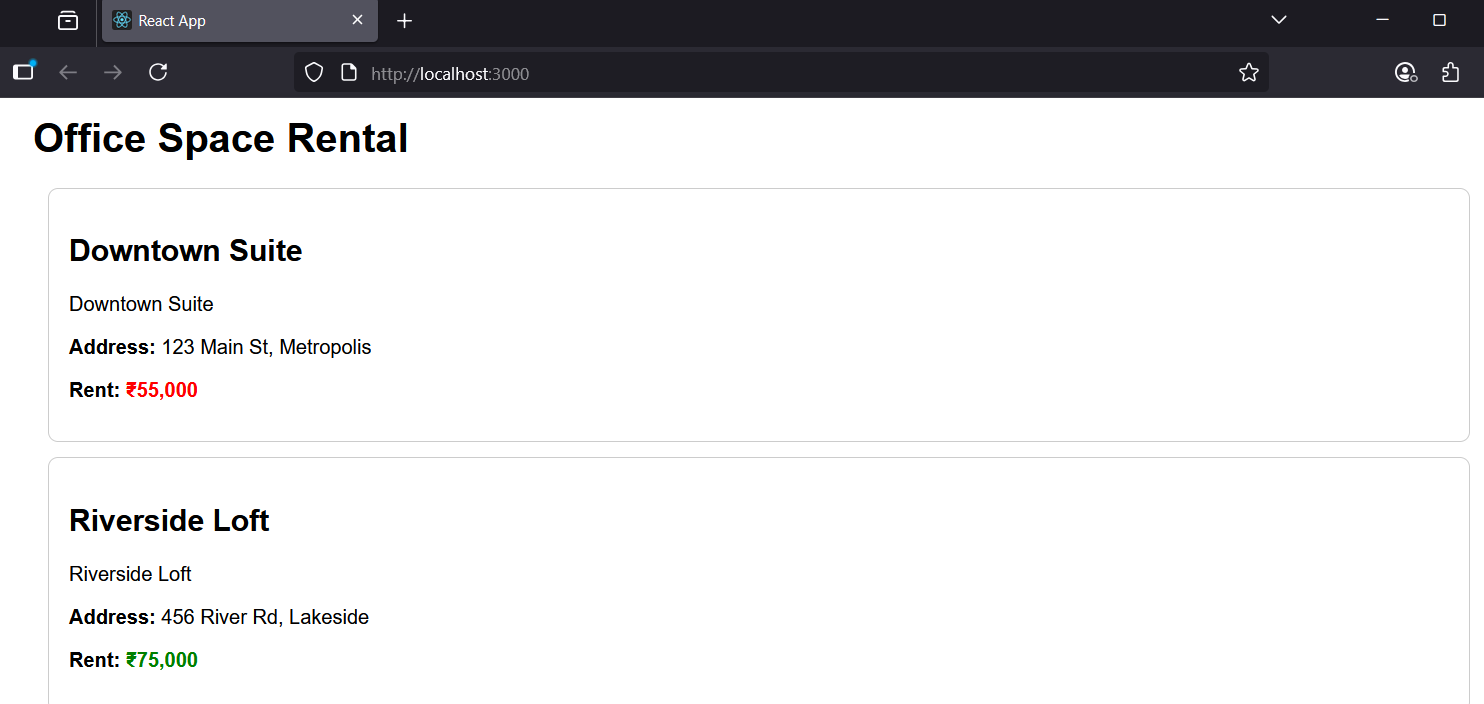 React App
http://localhost:3000
Office Space Rental
Downtown Suite
Downtown Suite
Address: 123 Main St, Metropolis
Rent: ₹55,000
Riverside Loft
Riverside Loft
Address: 456 River Rd, Lakeside
Rent: ₹75,000